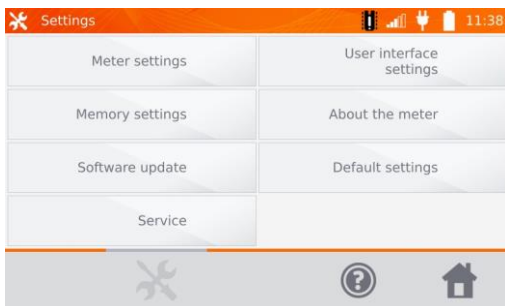 Settings
11:38
Meter settings
User interface
settings
Memory settings
About the meter
Software update
Default settings
Service